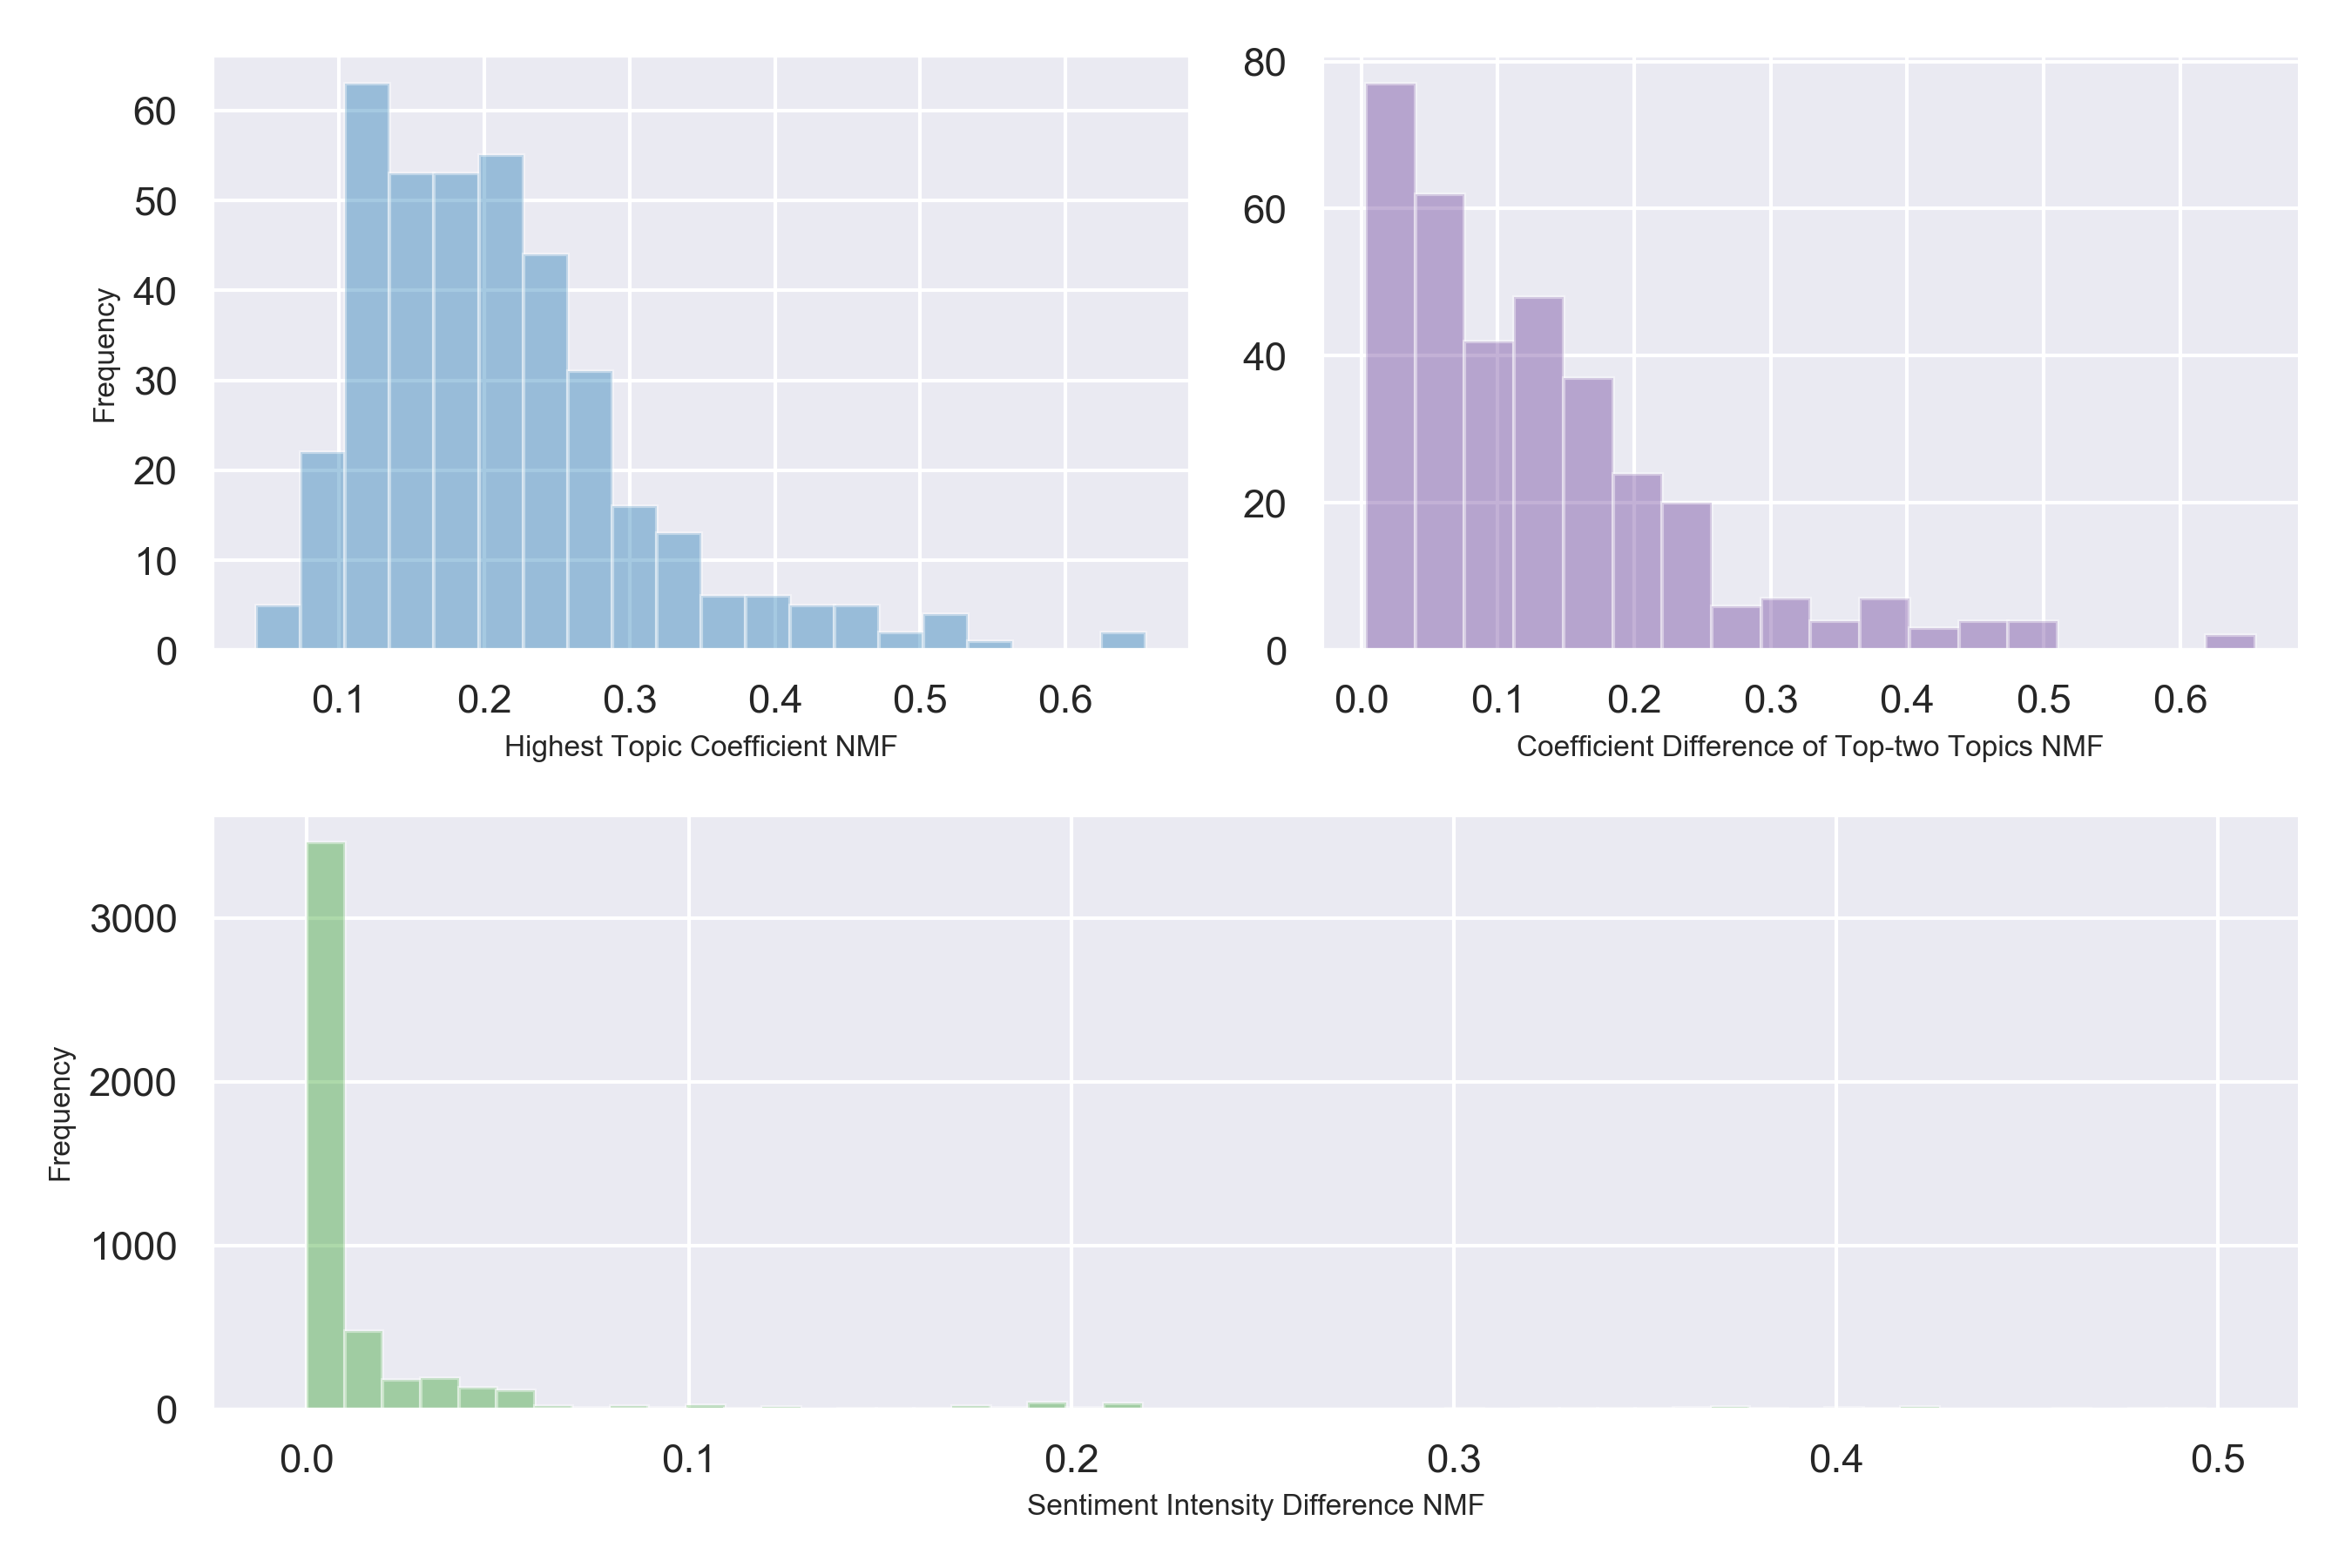 60
50
40
30
20
10
0
Frequency
0.1 0.2 0.3 0.4 0.5 0.6
Highest Topic Coefficient NMF
80
60
40
20
0
0.0 0.1 0.2 0.3 0.4 0.5 0.6
Coefficient Difference of Top-two Topics NMF
3000
2000
1000
0
Frequency
0.0 0.1 0.2 0.3 0.4 0.5
Sentiment Intensity Difference NMF